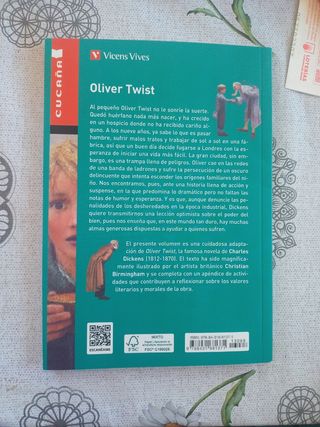 CUCAÑA
Vicens Vives
Oliver Twist
Al pequeño Oliver Twist no le sonríe la suerte.
Quedó huérfano nada más nacer, y ha crecido
en un hospicio donde no ha recibido cariño al-
guno. A los nueve años, ya sabe lo que es pasar
hambre, sufrir malos tratos y trabajar de sol a sol en una fá-
brica, así que un buen día decide fugarse a Londres con la es-
peranza de iniciar una vida más fácil. La gran ciudad, sin em-
bargo, es una trampa llena de peligros. Oliver cae en las redes
de una banda de ladrones y sufre la persecución de un oscuro
delincuente que intenta esconder los orígenes familiares del ni-
ño. Nos encontramos, pues, ante una historia llena de acción y
suspense, en la que predomina lo dramático pero no faltan las
notas de humor y esperanza. Y es que, aunque denuncia las pe-
nalidades de los desheredados en la época industrial, Dickens
quiere transmitirnos una lección optimista sobre el poder del
bien, pues nos enseña que, en este mundo tan duro, hay muchas
almas generosas dispuestas a ayudar a quienes sufren.
El presente volumen es una cuidadosa adap-
tación de Oliver Twist, la famosa novela de Charles
Dickens (1812-1870). El texto ha sido magnífica-
mente ilustrado por el artista británico Christian
Birmingham y se completa con un apéndice de activi-
dades que contribuyen a reflexionar sobre los valores
literarios y morales de la obra.
FSC
MIXTO